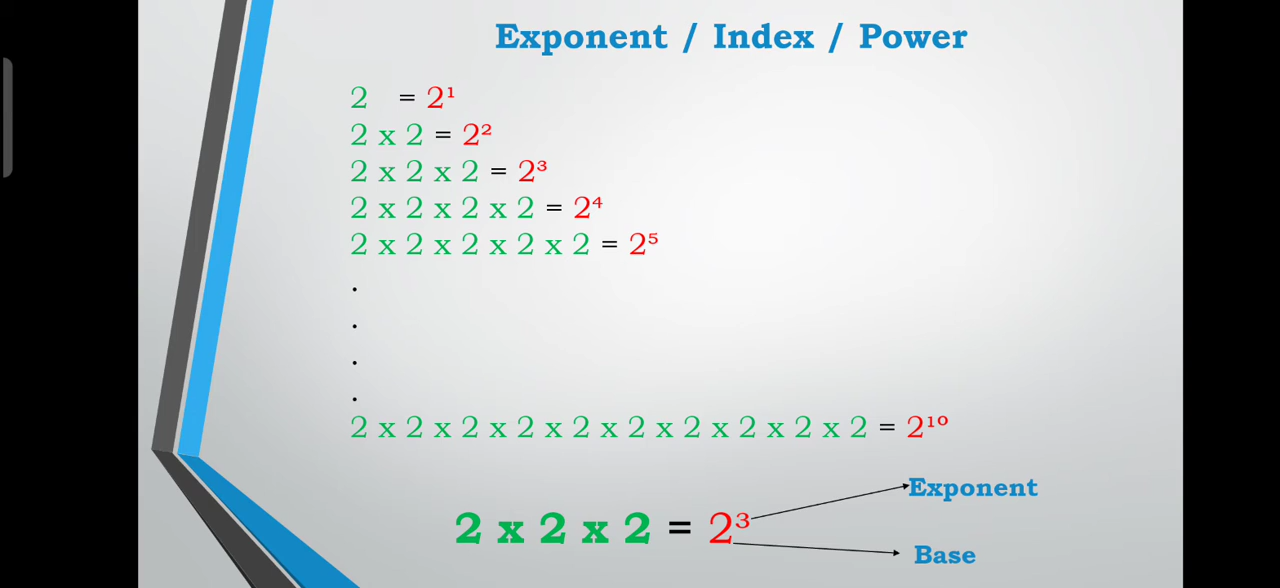 Exponent / Index / Power
2 = 2¹
2 x 2 = 2²
2 x 2 x 2 = 2³
2 x 2 x 2 x 2 = 2⁴
2 x 2 x 2 x 2 x 2 = 2⁵
.
.
.
.
2 x 2 x 2 x 2 x 2 x 2 x 2 x 2 x 2 x 2 = 2¹⁰
Exponent
2 x 2 x 2 = 2³
Base